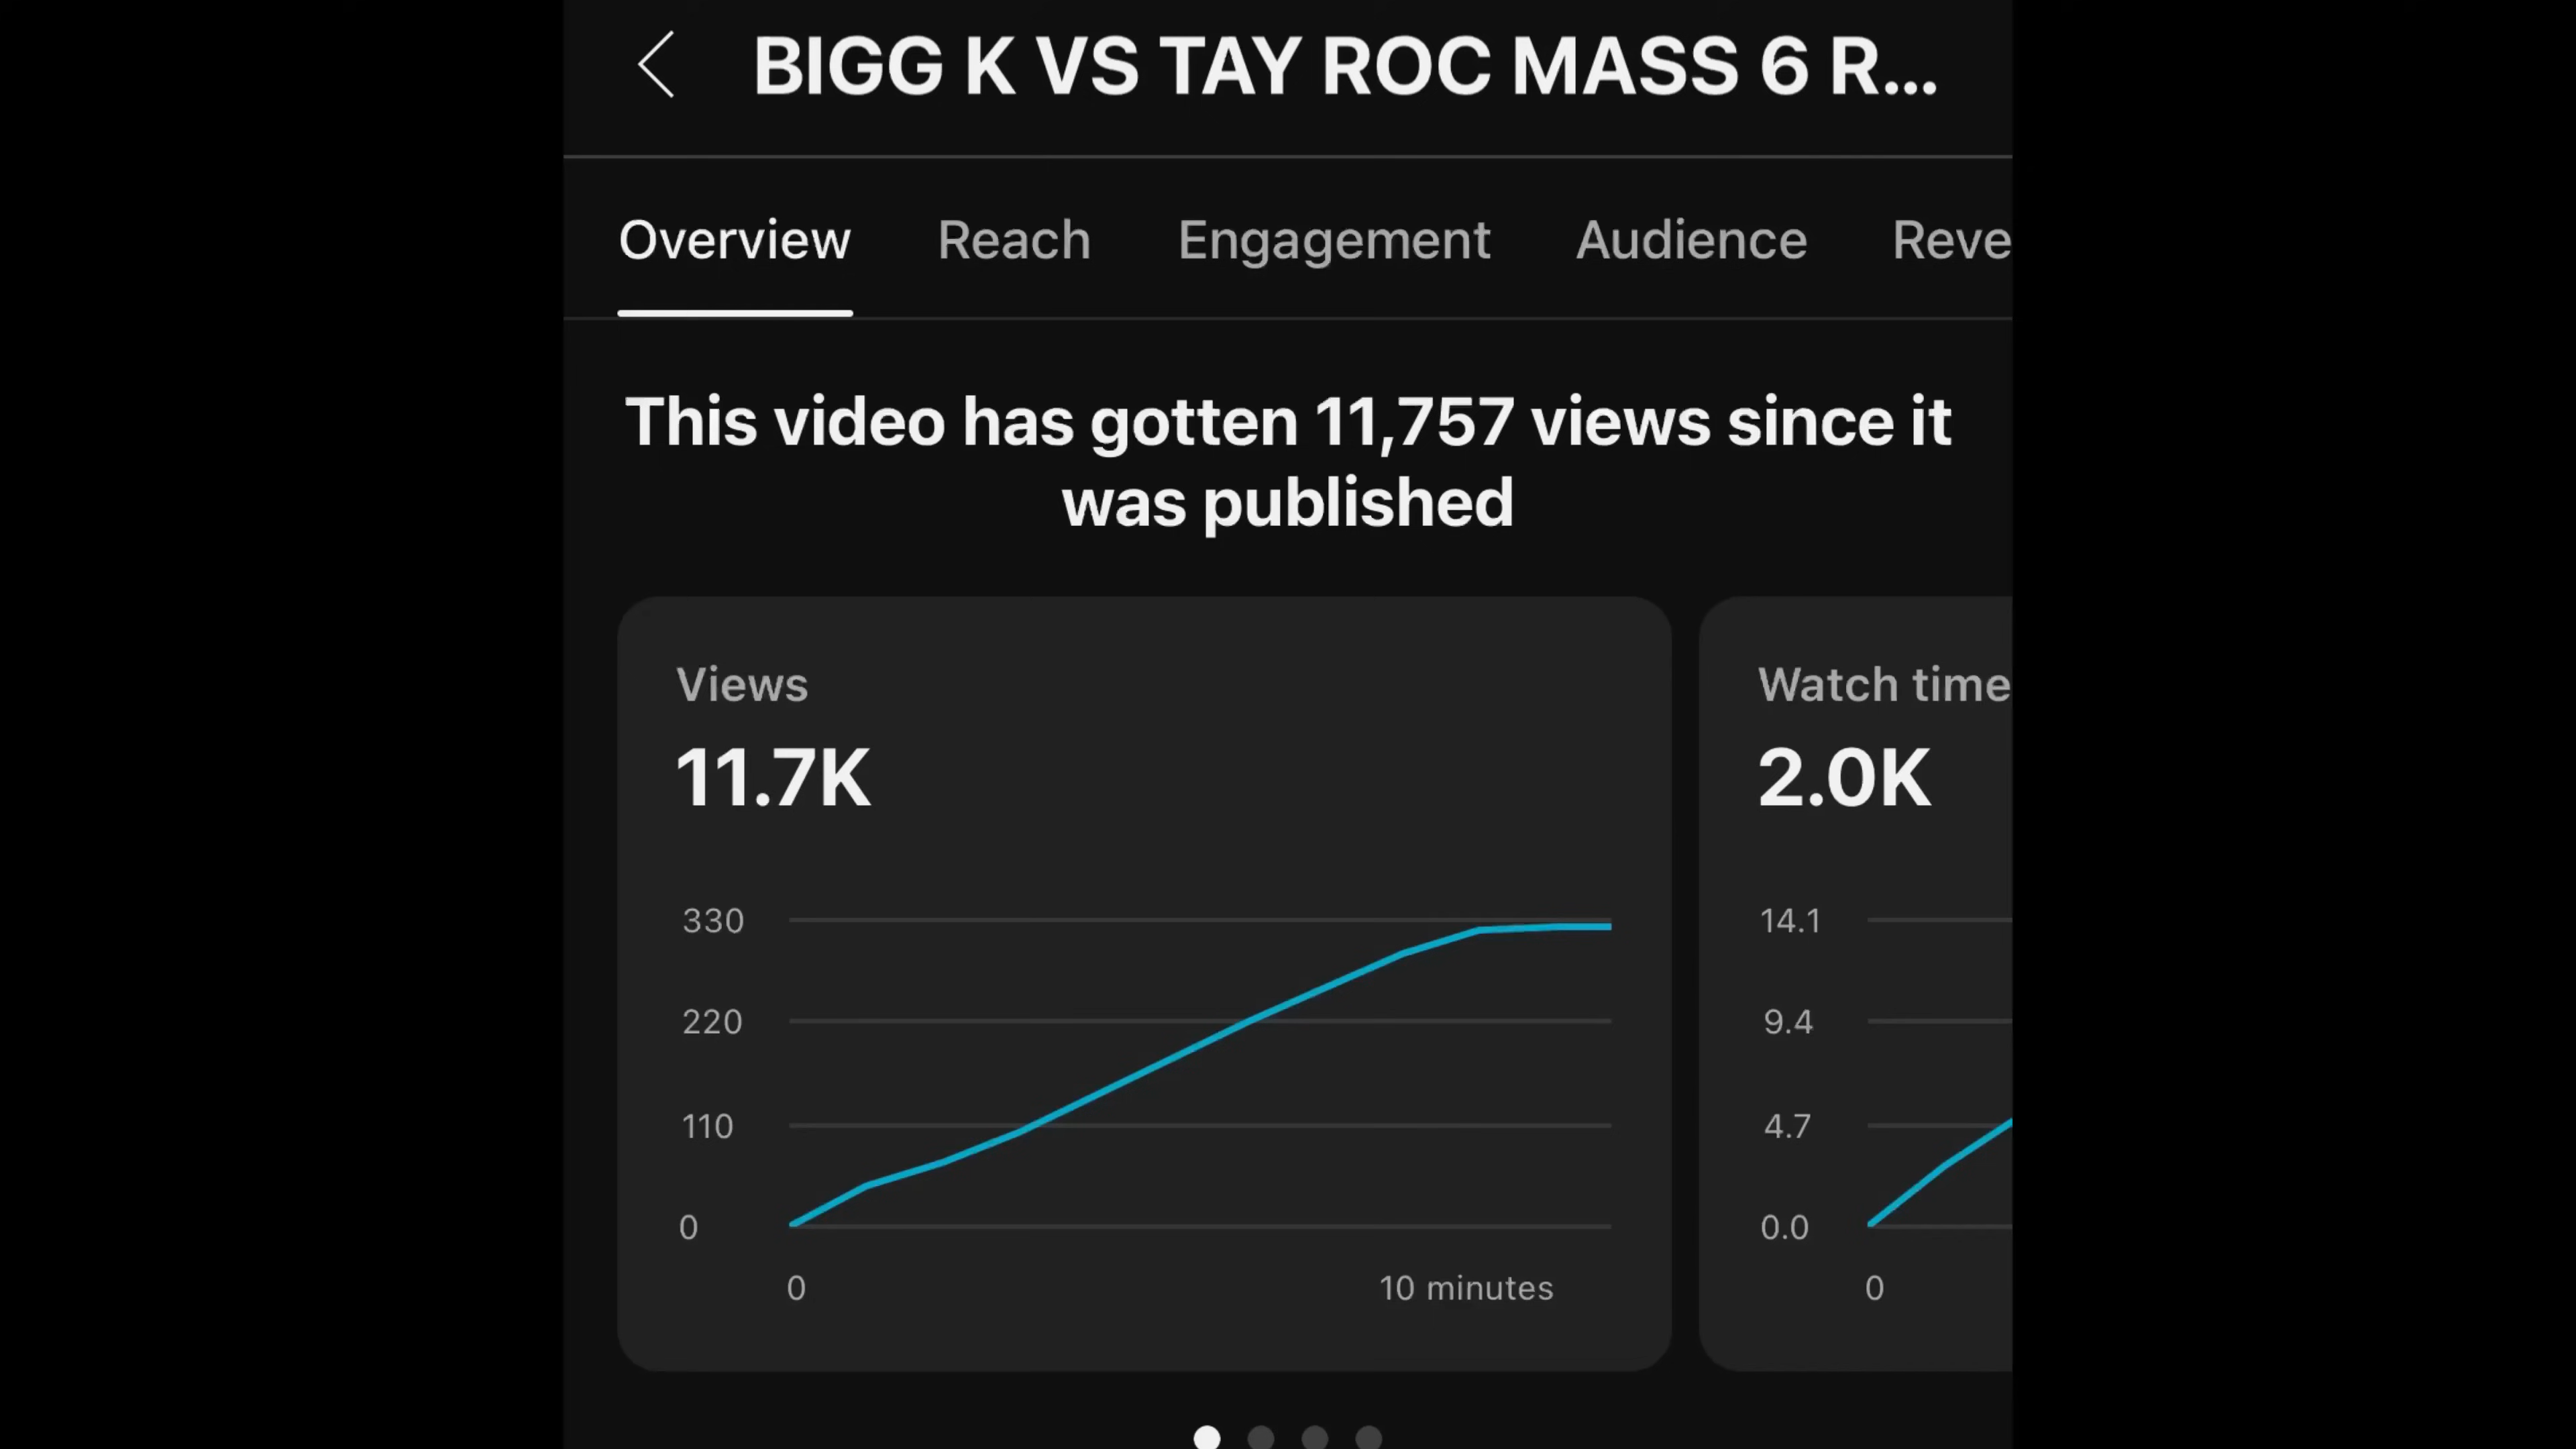 BIGG K VS TAY ROC MASS 6 R...
Overview Reach Engagement Audience Reve
This video has gotten 11,757 views since it
was published
Views
11.7K
330
220
110
0
0 10 minutes
Watch time
2.0K
14.1
9.4
4.7
0.0
0